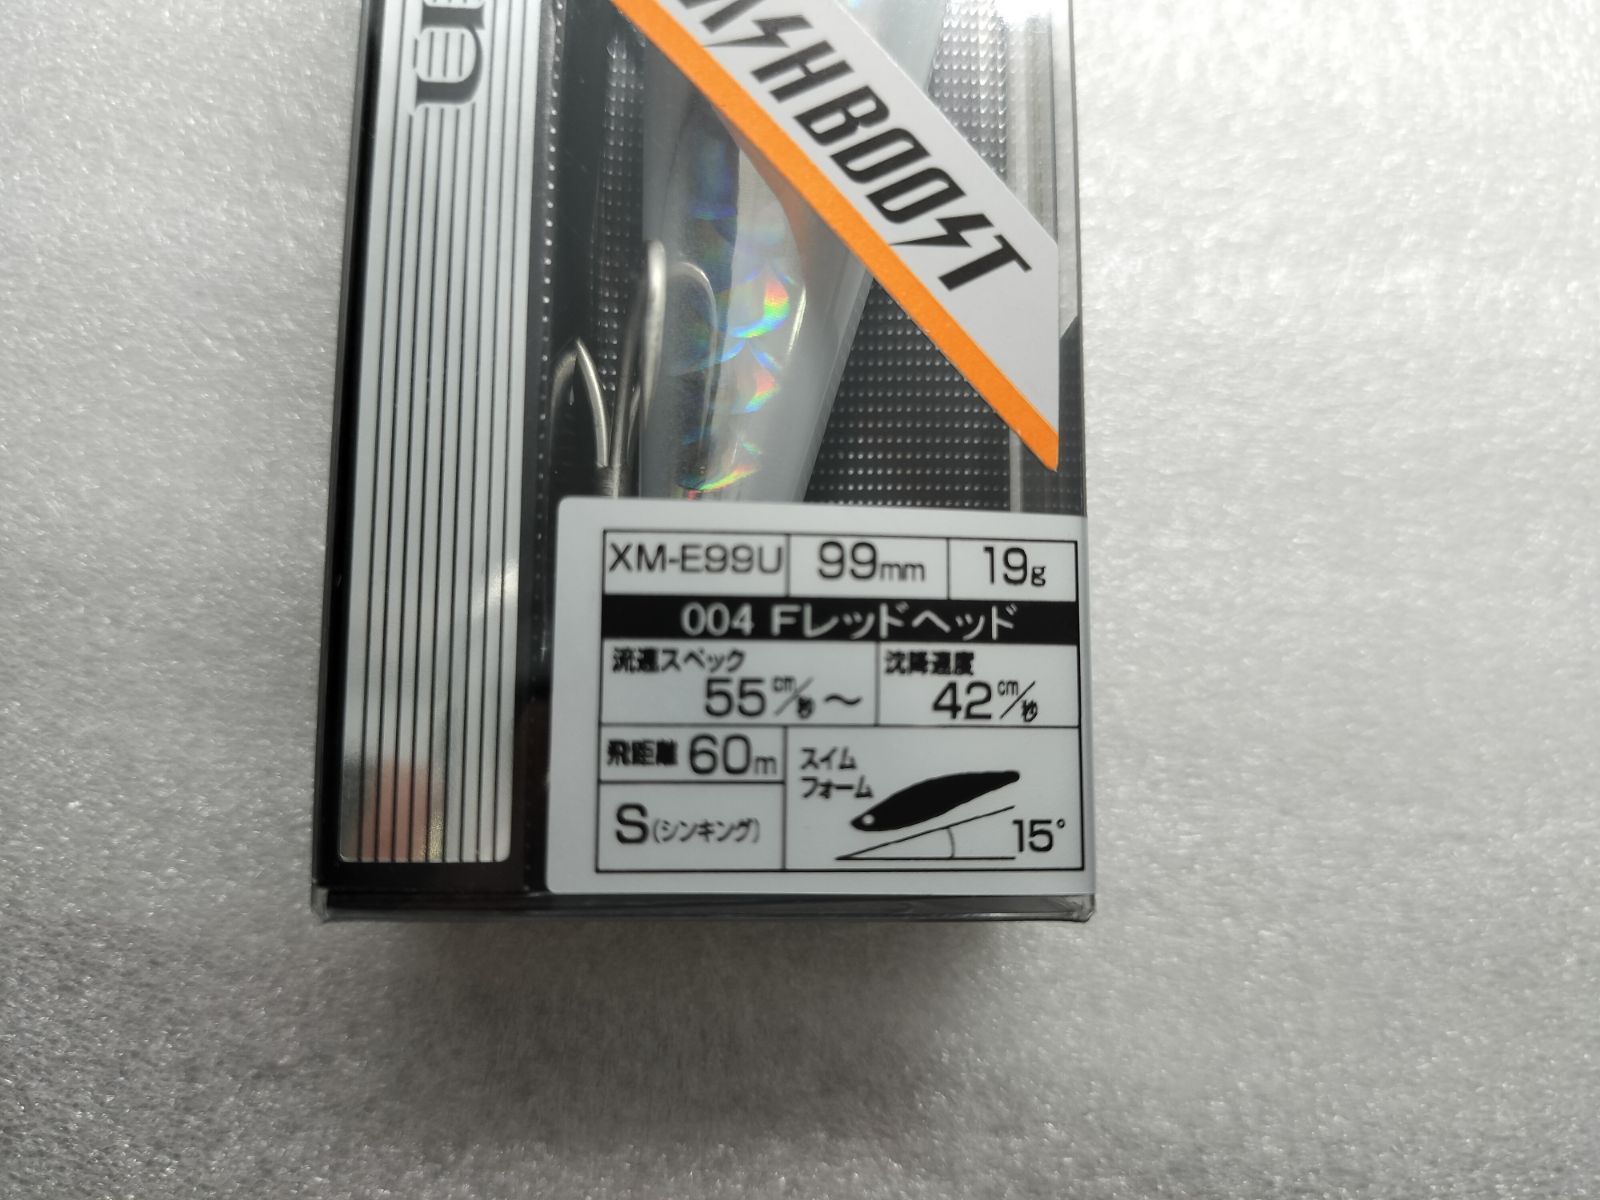 ASH BOOST
XM-E99U 99mm 19g
004 Fレッドヘッド
流速スペック 沈降速度
55cm/秒～ 42cm/秒
飛距離 60m スイム
フォーム
S(シンキング) 15°